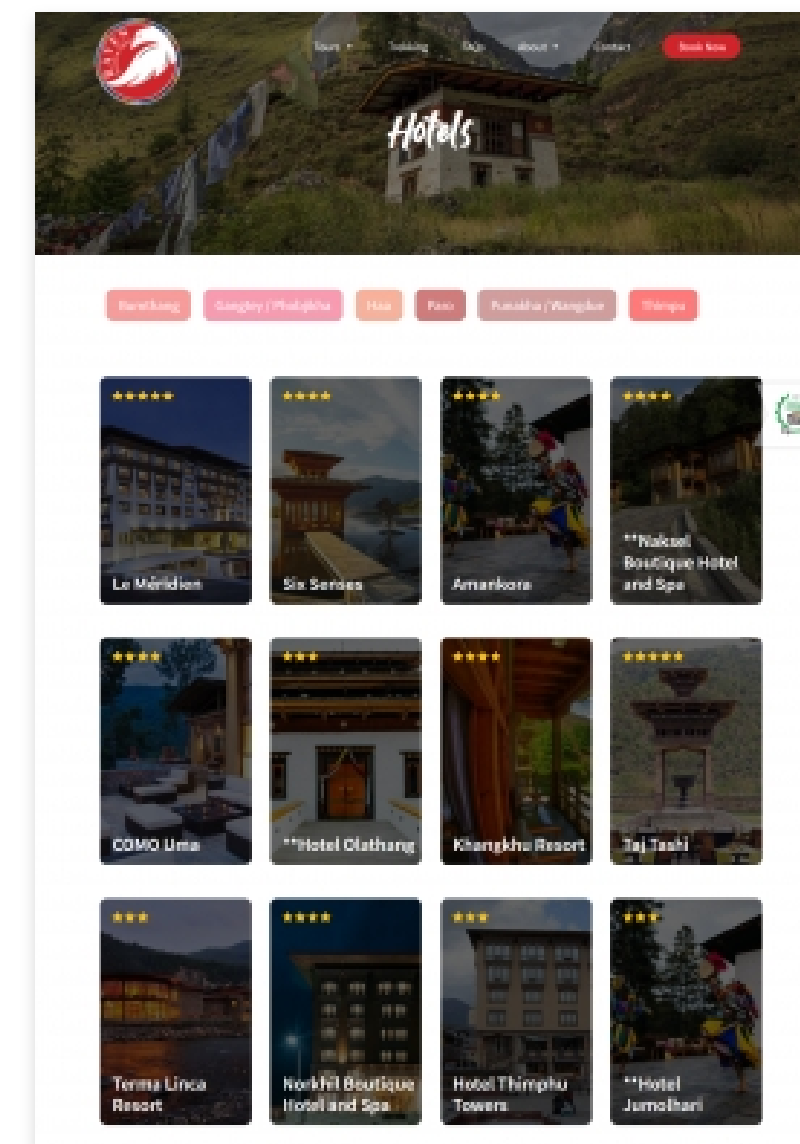 Tours
Trekking
FAQs
About
Contact
Book Now
Hotels
Bumthang
Gangtey / Phobjikha
Haa
Paro
Punakha / Wangdue
Thimpu
Le Méridien
Six Senses
Amankora
**Naksel
Boutique Hotel
and Spa
COMO Uma
**Hotel Olathang
Khangkhu Resort
Taj Tashi
Terma Linca
Resort
Norkhil Boutique
Hotel and Spa
Hotel Thimphu
Towers
**Hotel
Jumolhari